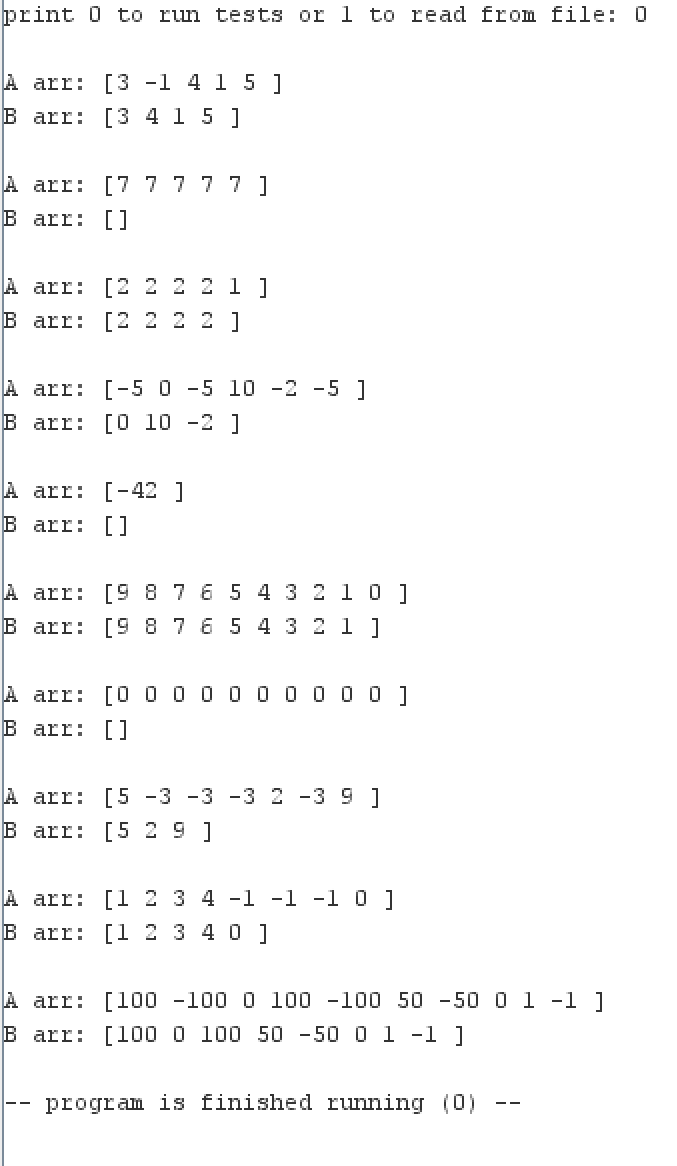 print 0 to run tests or 1 to read from file: 0
A arr: [3 -1 4 1 5 ]
B arr: [3 4 1 5 ]
A arr: [7 7 7 7 7 ]
B arr: []
A arr: [2 2 2 2 1 ]
B arr: [2 2 2 2 ]
A arr: [-5 0 -5 10 -2 -5 ]
B arr: [0 10 -2 ]
A arr: [-42 ]
B arr: []
A arr: [9 8 7 6 5 4 3 2 1 0 ]
B arr: [9 8 7 6 5 4 3 2 1 ]
A arr: [0 0 0 0 0 0 0 0 0 0 ]
B arr: []
A arr: [5 -3 -3 -3 2 -3 9 ]
B arr: [5 2 9 ]
A arr: [1 2 3 4 -1 -1 -1 0 ]
B arr: [1 2 3 4 0 ]
A arr: [100 -100 0 100 -100 50 -50 0 1 -1 ]
B arr: [100 0 100 50 -50 0 1 -1 ]
-- program is finished running (0) --